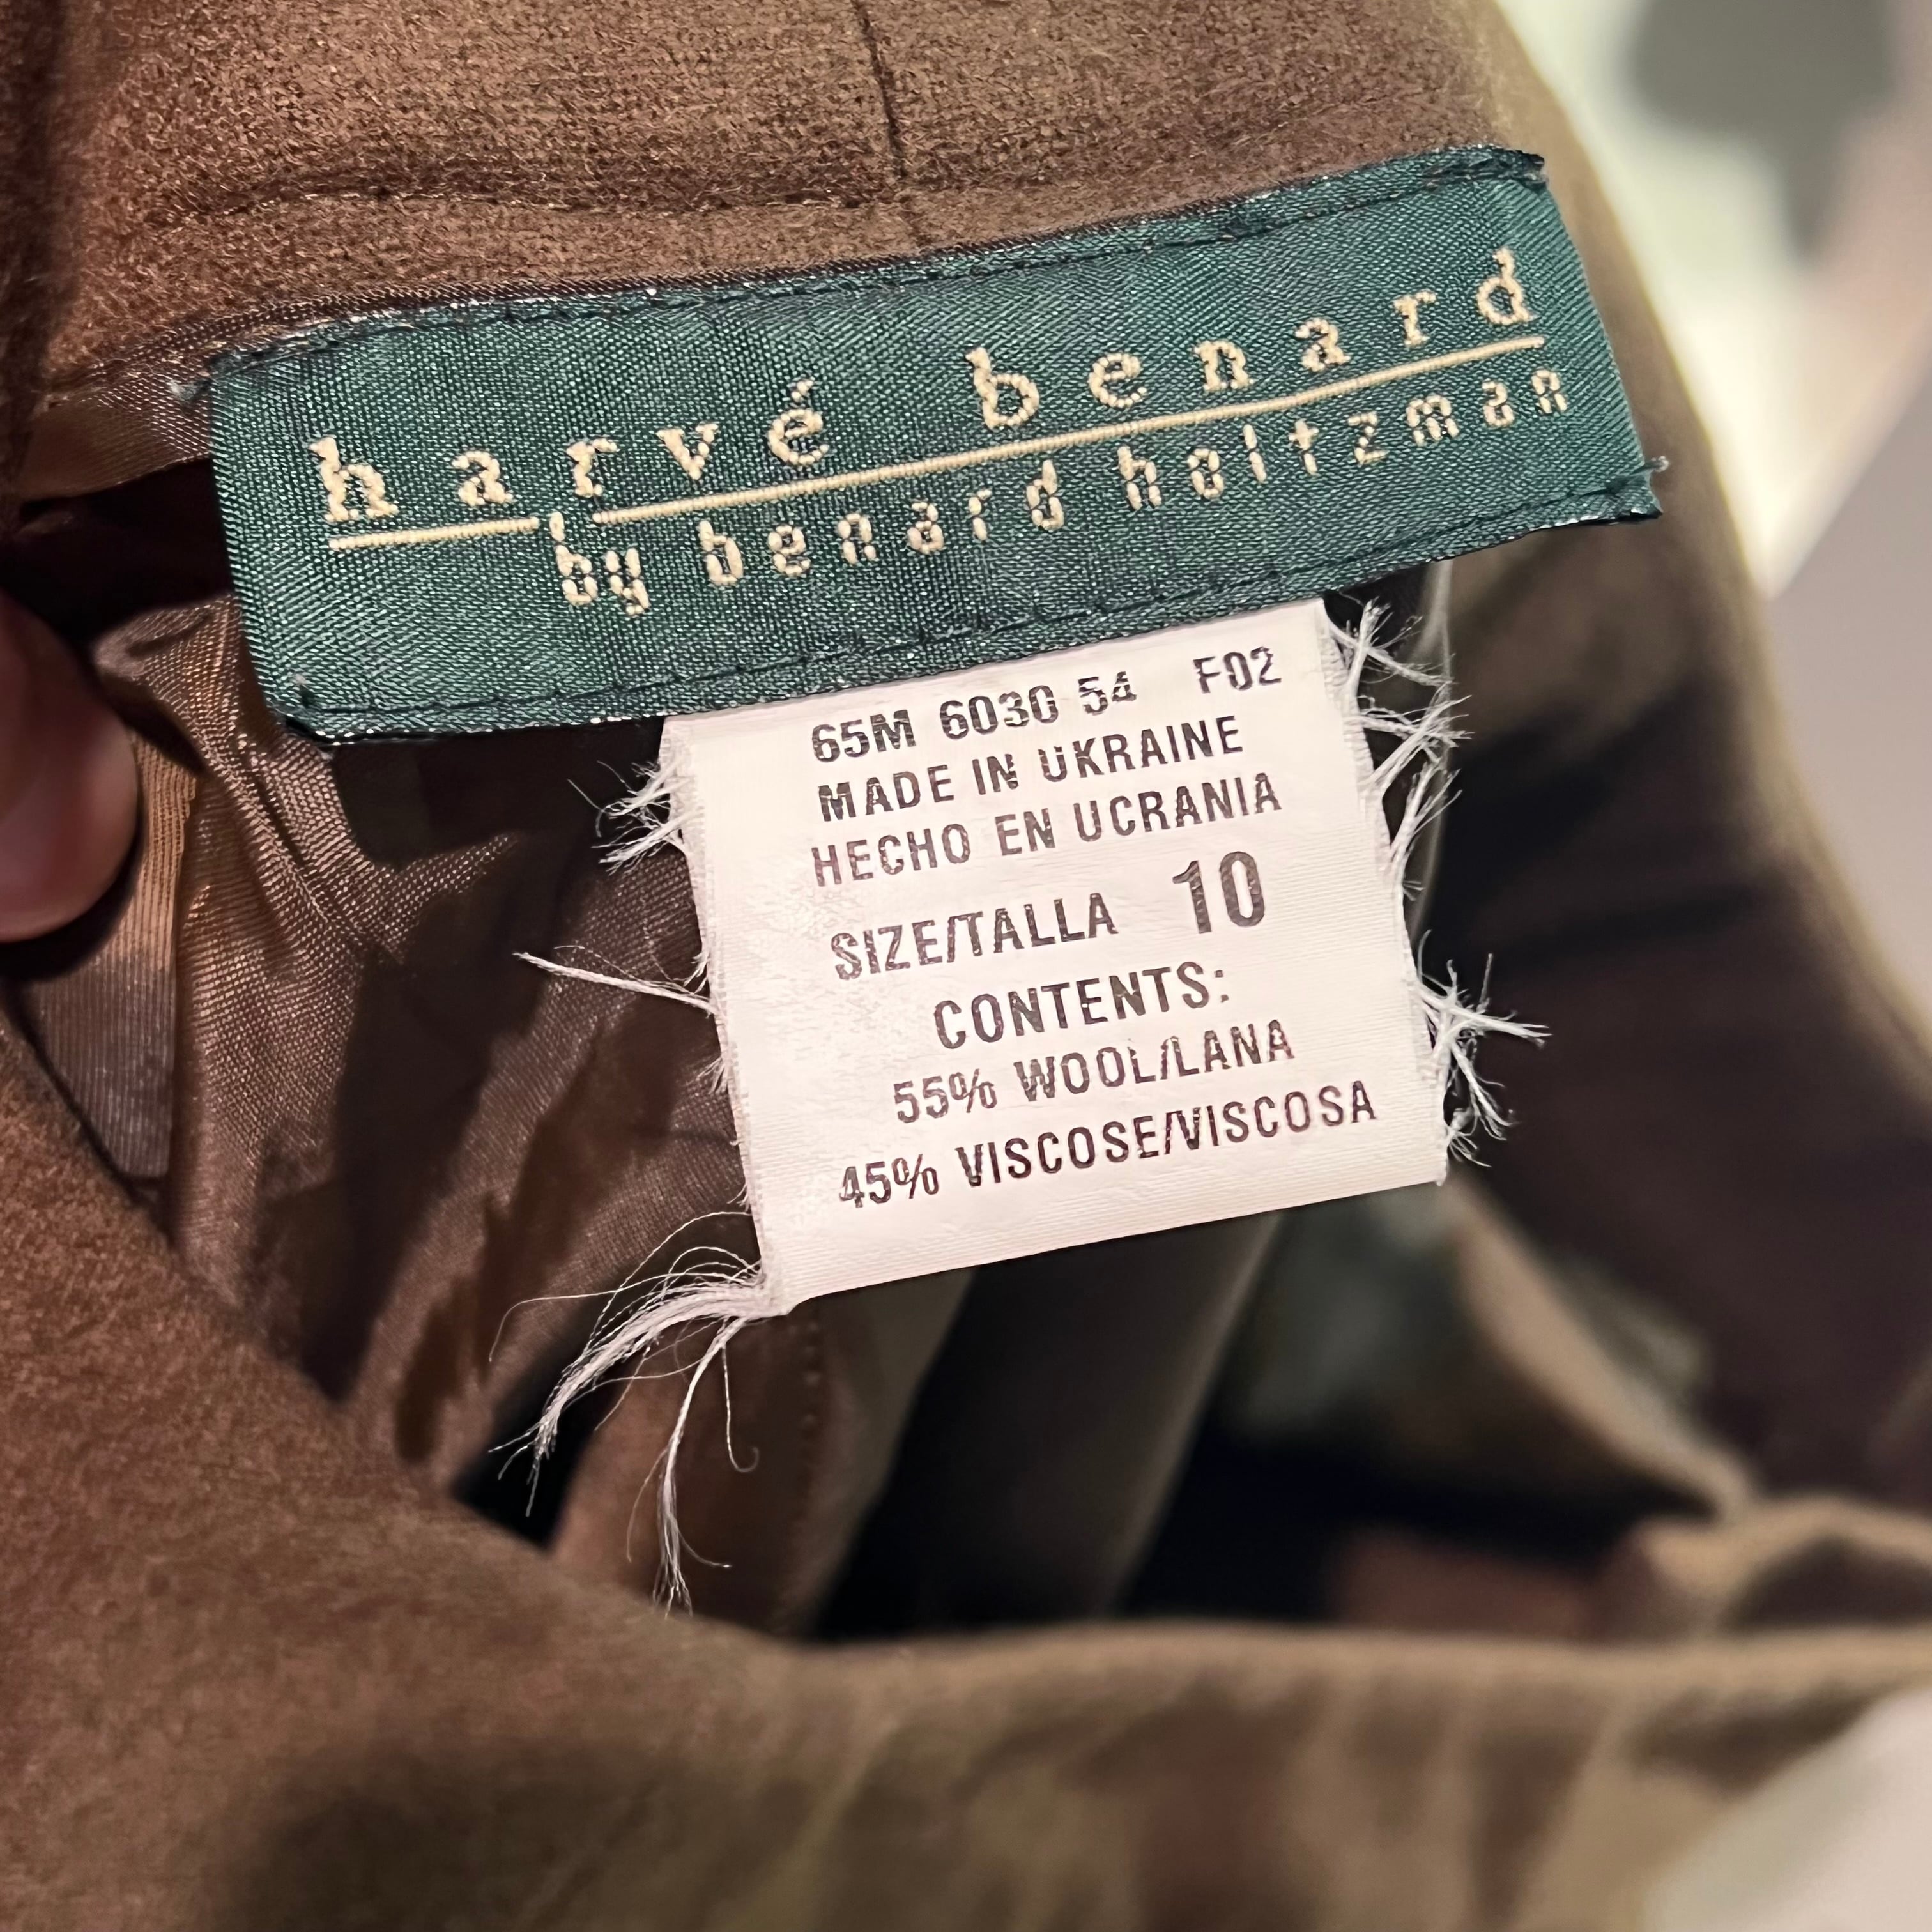 harvé benard
by benard holtzman
65M 6030 54 F02
MADE IN UKRAINE
HECHO EN UCRANIA
SIZE/TALLA 10
CONTENTS:
55% WOOL/LANA
45% VISCOSE/VISCOSA